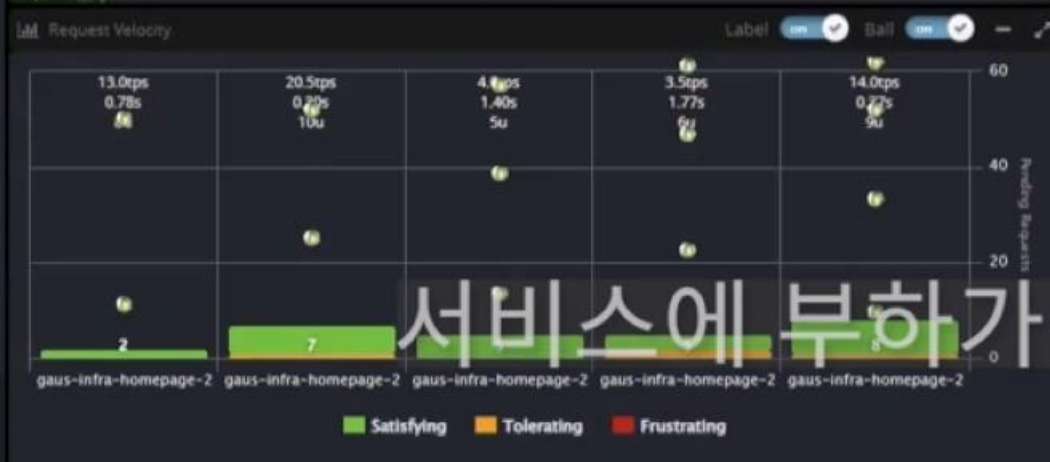 Request Velocity
Label on Ball on
13.0tps 20.5tps 3.5tps 14.0tps
0.78s 1.40s 1.77s
10u 5u 6u 9u
60
40
20
0
Pending Requests
2 7 8
서비스에 부하가
gaus-infra-homepage-2 gaus-infra-homepage-2 gaus-infra-homepage-2 gaus-infra-homepage-2 gaus-infra-homepage-2
Satisfying Tolerating Frustrating